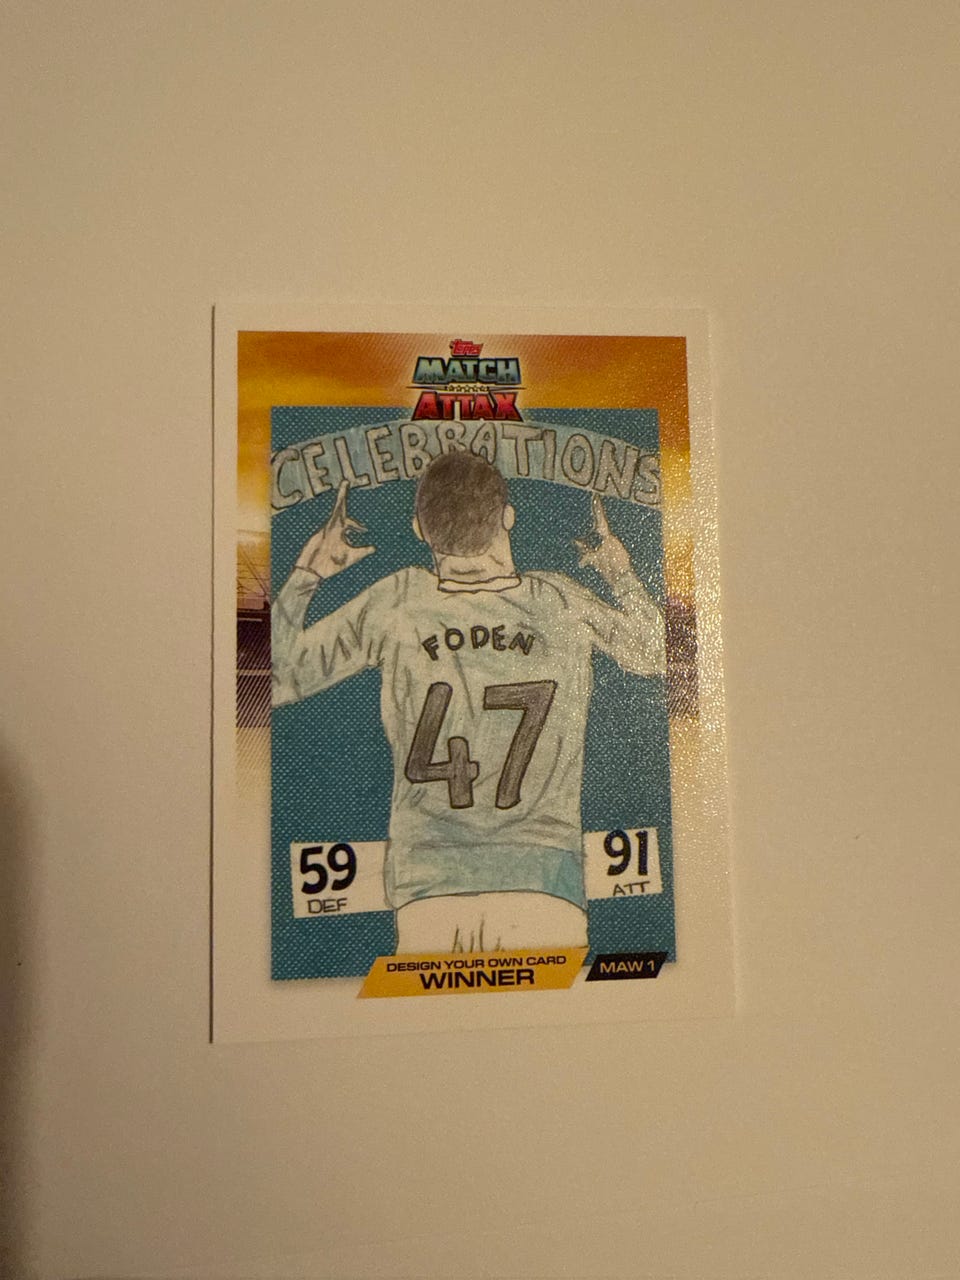 Topps
MATCH
ATTAX
CELEBRATIONS
FODEN
47
59
DEF
91
ATT
DESIGN YOUR OWN CARD
WINNER
MAW 1